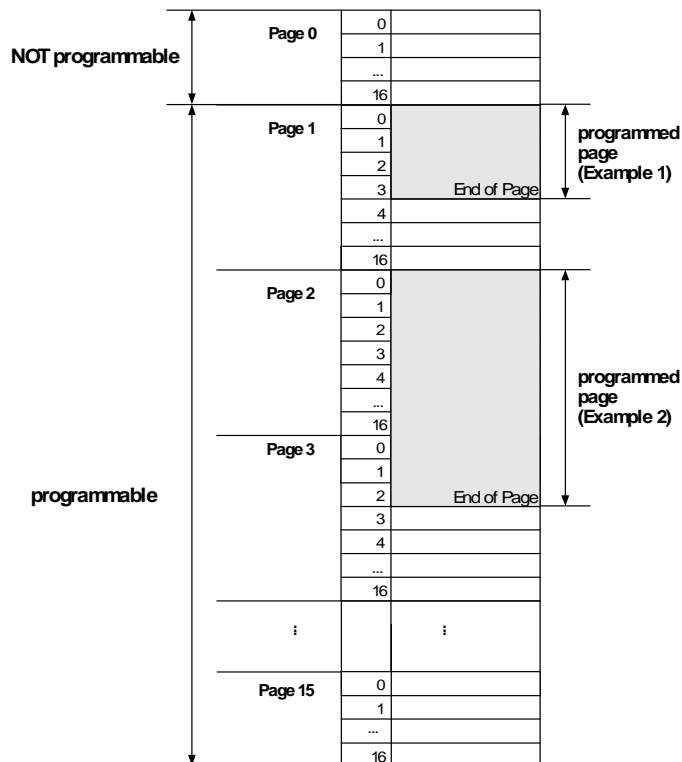 NOT programmable
Page 0
0
1
...
16
Page 1
0
1
2
3 End of Page
4
...
16
programmed
page
(Example 1)
Page 2
0
1
2
3
4
...
16
programmed
page
(Example 2)
Page 3
0
1
2 End of Page
3
4
...
16
programmable
... ...
Page 15
0
1
...
16